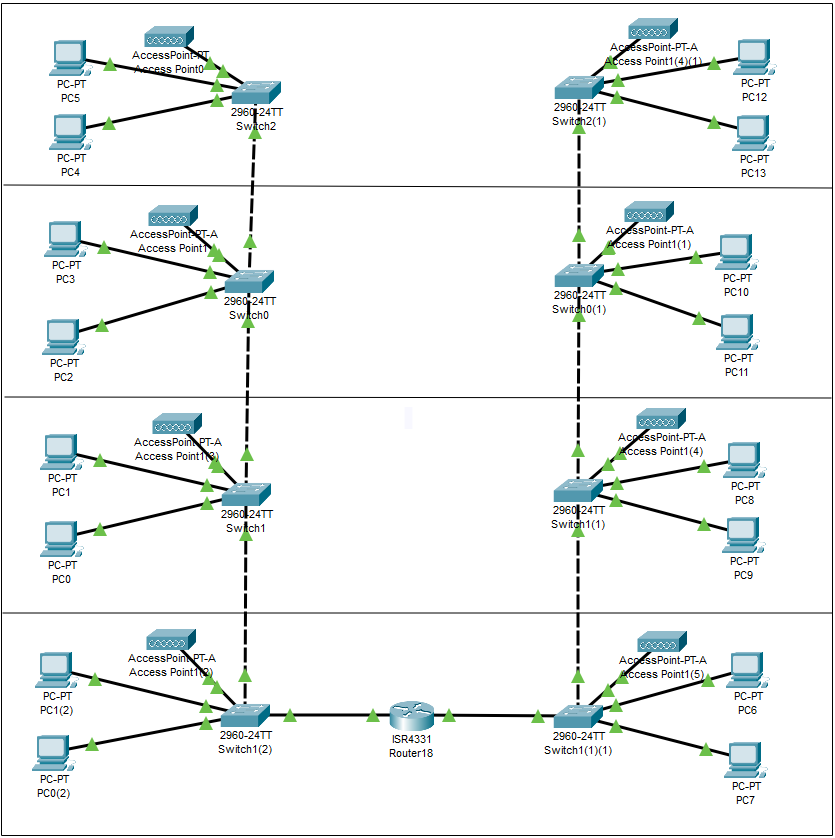 AccessPoint-PT
Access Point0
PC-PT
PC5
2960-24TT
Switch2
PC-PT
PC4
AccessPoint-PT-A
Access Point1(4)(1)
PC-PT
PC12
2960-24TT
Switch2(1)
PC-PT
PC13
AccessPoint-PT-A
Access Point1
PC-PT
PC3
2960-24TT
Switch0
PC-PT
PC2
AccessPoint-PT-A
Access Point1(1)
PC-PT
PC10
2960-24TT
Switch0(1)
PC-PT
PC11
AccessPoint-PT-A
Access Point1(3)
PC-PT
PC1
2960-24TT
Switch1
PC-PT
PC0
AccessPoint-PT-A
Access Point1(4)
PC-PT
PC8
2960-24TT
Switch1(1)
PC-PT
PC9
AccessPoint-PT-A
Access Point1(2)
PC-PT
PC1(2)
2960-24TT
Switch1(2)
PC-PT
PC0(2)
ISR4331
Router18
AccessPoint-PT-A
Access Point1(5)
PC-PT
PC6
2960-24TT
Switch1(1)(1)
PC-PT
PC7